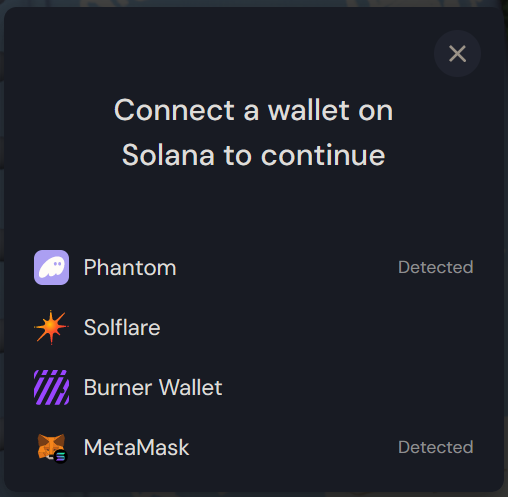 Connect a wallet on
Solana to continue
Phantom Detected
Solflare
Burner Wallet
MetaMask Detected